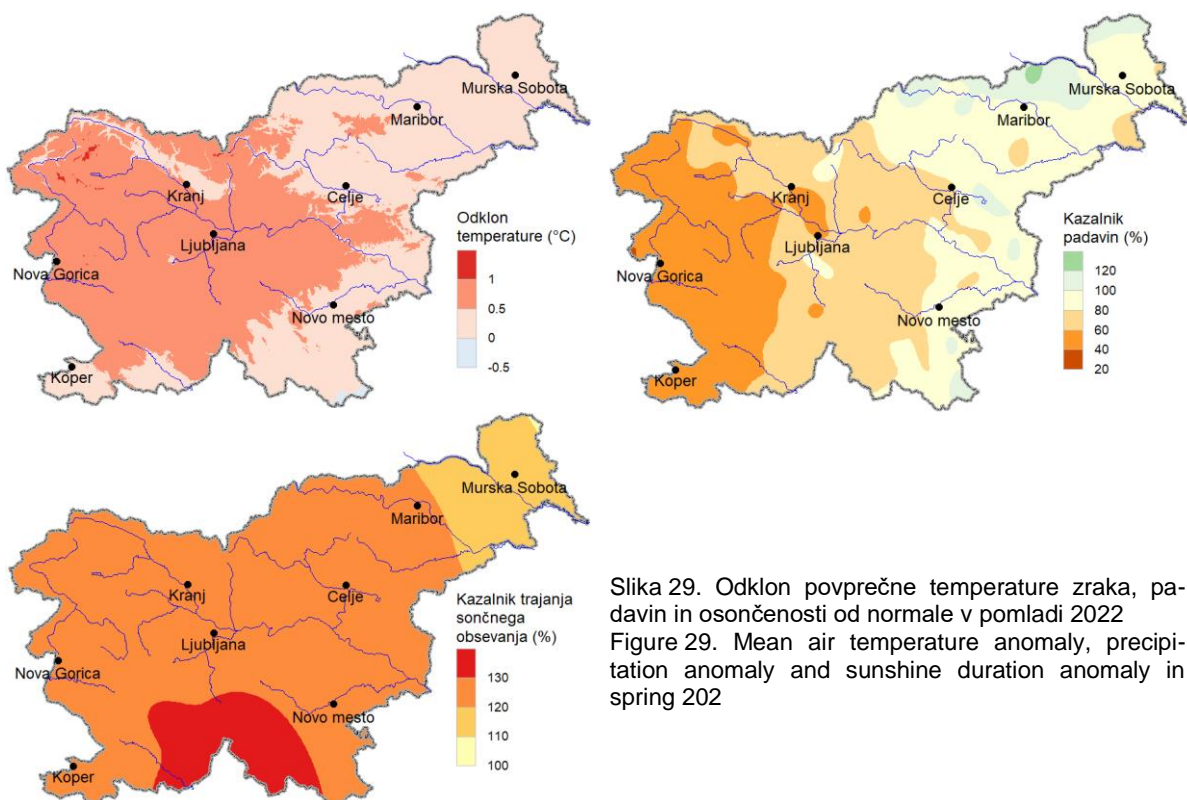 Murska Sobota
Maribor
Kranj
Celje
Ljubljana
Nova Gorica
Novo mesto
Koper
Odklon
temperature (°C)
1
0.5
0
-0.5
Murska Sobota
Maribor
Kranj
Celje
Ljubljana
Nova Gorica
Novo mesto
Koper
Kazalnik
padavin (%)
120
100
80
60
40
20
Murska Sobota
Maribor
Kranj
Celje
Ljubljana
Nova Gorica
Novo mesto
Koper
Kazalnik trajanja
sončnega
obsevanja (%)
130
120
110
100
Slika 29. Odklon povprečne temperature zraka, pa-
davin in osončenosti od normale v pomladi 2022
Figure 29. Mean air temperature anomaly, precipi-
tation anomaly and sunshine duration anomaly in
spring 202